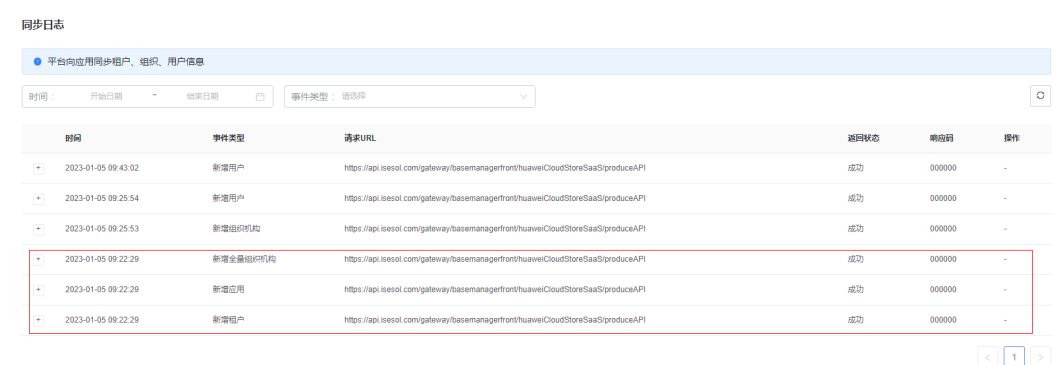 同步日志
平台向应用同步租户、组织、用户信息
时间： 开始日期 ~ 结束日期 事件类型： 请选择
时间 事件类型 请求URL 返回状态 响应码 操作
+ 2023-01-05 09:43:02 新增用户 https://api.isesol.com/gateway/basemanagerfront/huaweiCloudStoreSaaS/produceAPI 成功 000000 -
+ 2023-01-05 09:25:54 新增用户 https://api.isesol.com/gateway/basemanagerfront/huaweiCloudStoreSaaS/produceAPI 成功 000000 -
+ 2023-01-05 09:25:53 新增组织机构 https://api.isesol.com/gateway/basemanagerfront/huaweiCloudStoreSaaS/produceAPI 成功 000000 -
+ 2023-01-05 09:22:29 新增全量组织机构 https://api.isesol.com/gateway/basemanagerfront/huaweiCloudStoreSaaS/produceAPI 成功 000000 -
+ 2023-01-05 09:22:29 新增应用 https://api.isesol.com/gateway/basemanagerfront/huaweiCloudStoreSaaS/produceAPI 成功 000000 -
+ 2023-01-05 09:22:29 新增租户 https://api.isesol.com/gateway/basemanagerfront/huaweiCloudStoreSaaS/produceAPI 成功 000000 -
< 1 >